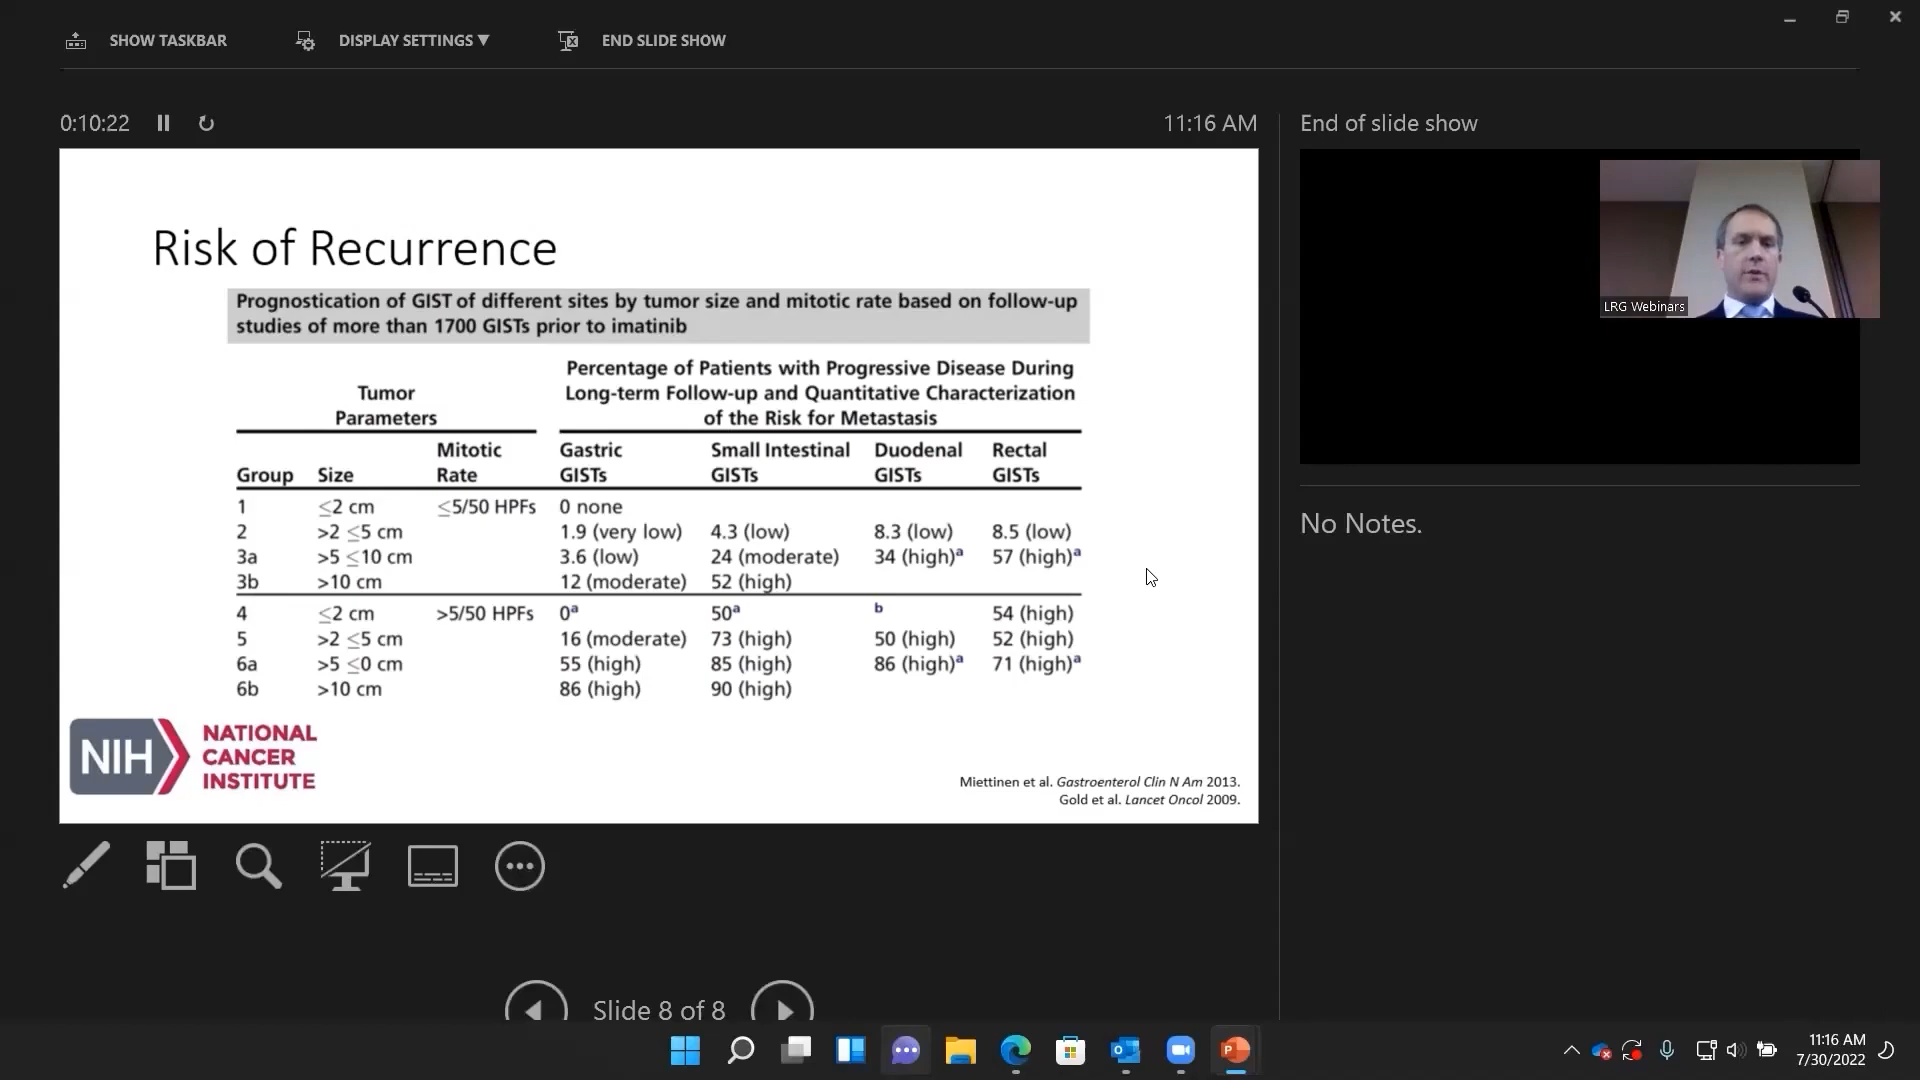 SHOW TASKBAR DISPLAY SETTINGS ▼ END SLIDE SHOW
0:10:22 11:16 AM
End of slide show
LRG Webinars
No Notes.
Risk of Recurrence
Prognostication of GIST of different sites by tumor size and mitotic rate based on follow-up
studies of more than 1700 GISTs prior to imatinib
Tumor
Parameters
Percentage of Patients with Progressive Disease During
Long-term Follow-up and Quantitative Characterization
of the Risk for Metastasis
Group Size Mitotic Rate Gastric GISTs Small Intestinal GISTs Duodenal GISTs Rectal GISTs
1 ≤2 cm ≤5/50 HPFs 0 none
2 >2 ≤5 cm 1.9 (very low) 4.3 (low) 8.3 (low) 8.5 (low)
3a >5 ≤10 cm 3.6 (low) 24 (moderate) 34 (high)ᵃ 57 (high)ᵃ
3b >10 cm 12 (moderate) 52 (high)
4 ≤2 cm >5/50 HPFs 0ᵃ 50ᵃ ᵇ 54 (high)
5 >2 ≤5 cm 16 (moderate) 73 (high) 50 (high) 52 (high)
6a >5 ≤0 cm 55 (high) 85 (high) 86 (high)ᵃ 71 (high)ᵃ
6b >10 cm 86 (high) 90 (high)
NIH
NATIONAL
CANCER
INSTITUTE
Miettinen et al. Gastroenterol Clin N Am 2013.
Gold et al. Lancet Oncol 2009.
Slide 8 of 8
11:16 AM
7/30/2022